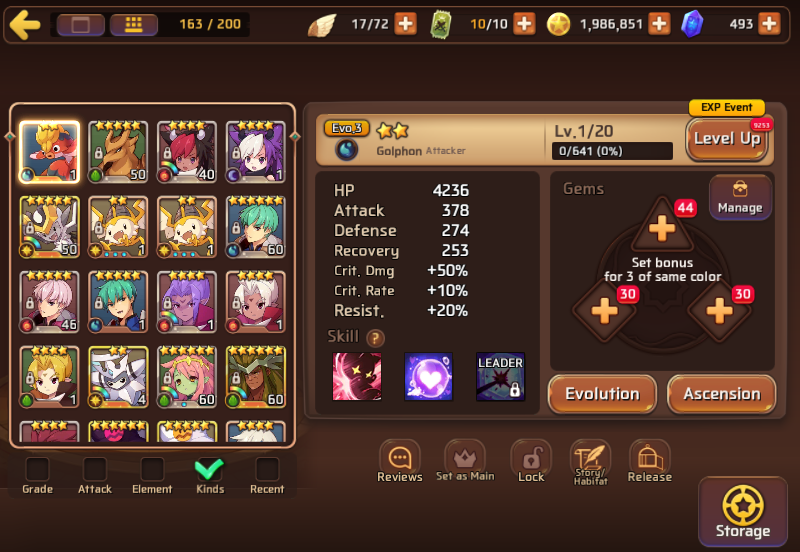 163 / 200
17/72
10/10
1,986,851
493
EXP Event
Evo.3
Golphon Attacker
Lv.1/20
0/641 (0%)
Level Up
9253
1
50
40
1
50
1
1
60
46
1
1
1
1
4
60
60
HP 4236
Attack 378
Defense 274
Recovery 253
Crit. Dmg +50%
Crit. Rate +10%
Resist. +20%
Skill ?
LEADER
Gems
Manage
44
Set bonus
for 3 of same color
30
30
Evolution
Ascension
Grade
Attack
Element
Kinds
Recent
Reviews
Set as Main
Lock
Story/
Habitat
Release
Storage